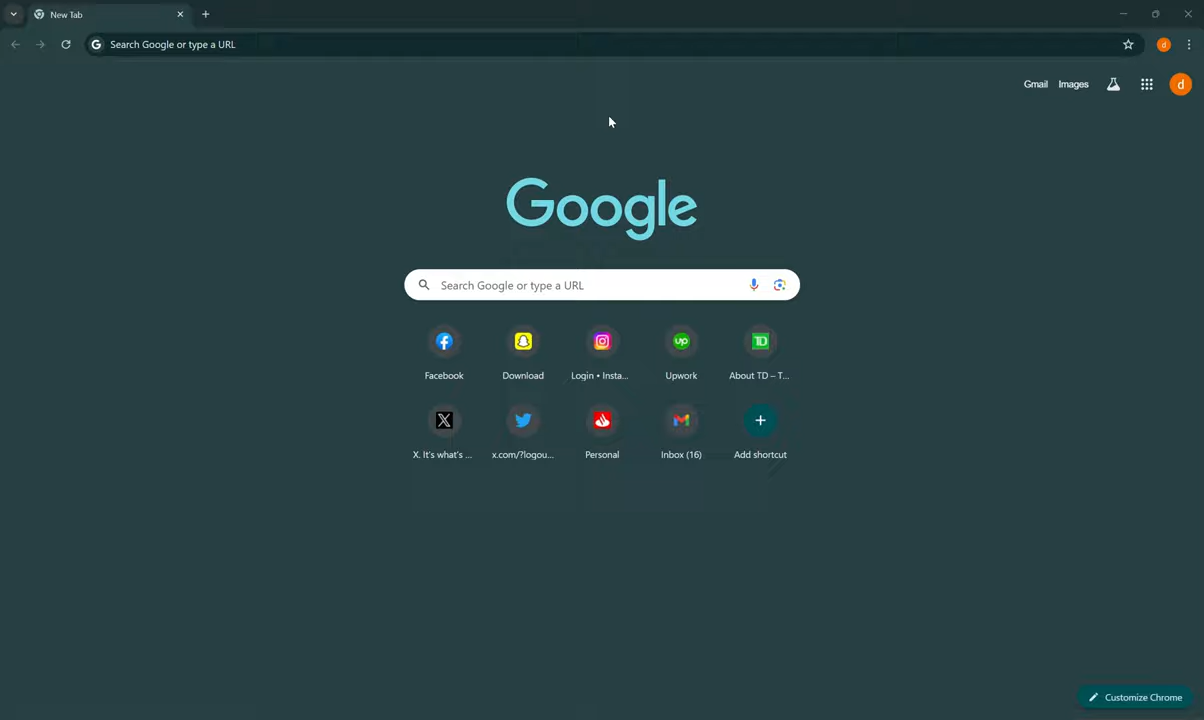 New Tab
Search Google or type a URL
d
Gmail Images d
Google
Search Google or type a URL
Facebook Download Login • Insta... Upwork About TD – T...
X. It's what's ... x.com/?logou... Personal Inbox (16) Add shortcut
Customize Chrome